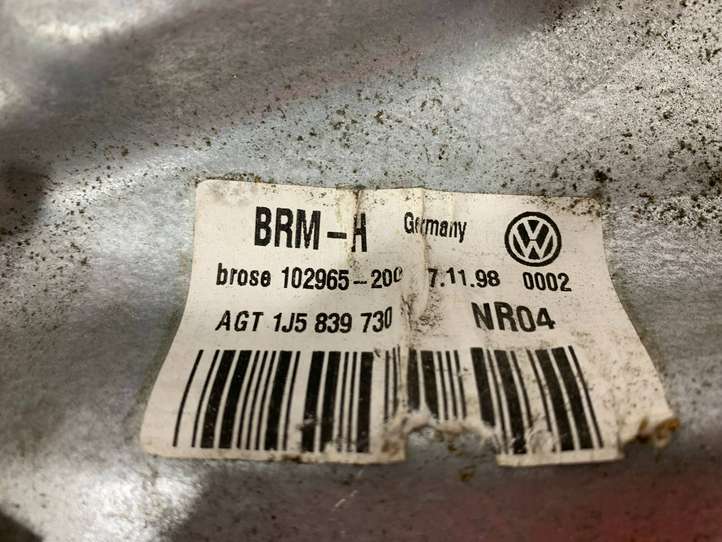 BRM-H Germany
brose 102965-200 7.11.98 0002
AGT 1J5 839 730 NR04